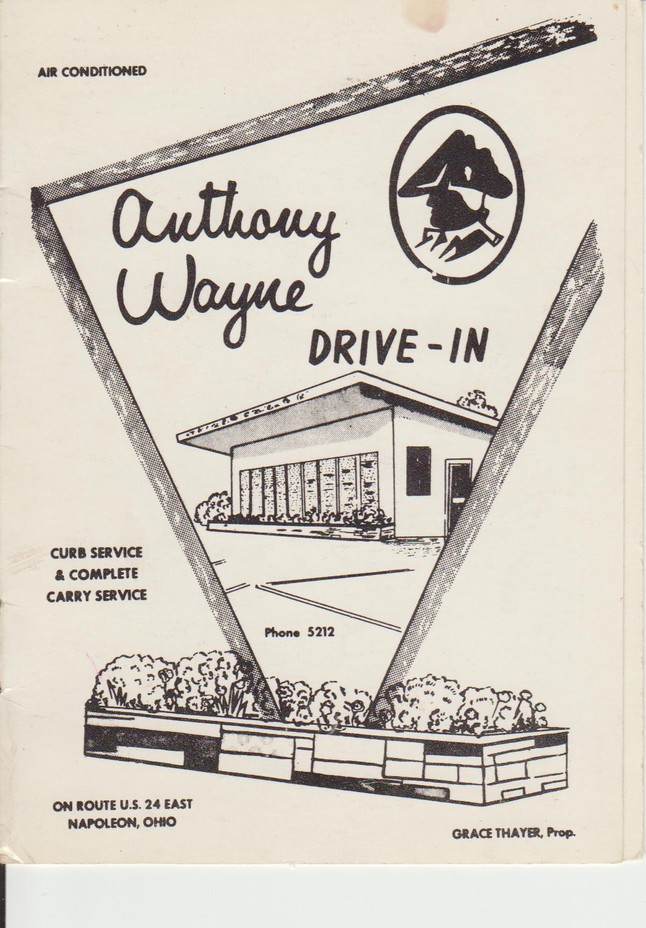 AIR CONDITIONED
Anthony
Wayne
DRIVE-IN
CURB SERVICE
& COMPLETE
CARRY SERVICE
Phone 5212
ON ROUTE U.S. 24 EAST
NAPOLEON, OHIO
GRACE THAYER, Prop.